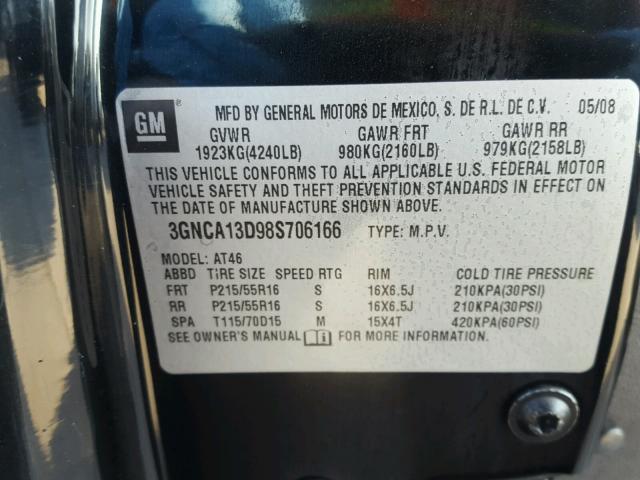 GM MFD BY GENERAL MOTORS DE MEXICO, S. DE R.L. DE C.V. 05/08
GVWR GAWR FRT GAWR RR
1923KG(4240LB) 980KG(2160LB) 979KG(2158LB)
THIS VEHICLE CONFORMS TO ALL APPLICABLE U.S. FEDERAL MOTOR
VEHICLE SAFETY AND THEFT PREVENTION STANDARDS IN EFFECT ON
THE DATE OF MANUFACTURE SHOWN ABOVE.
3GNCA13D98S706166 TYPE: M.P.V.
MODEL: AT46
ABBD TIRE SIZE SPEED RTG RIM COLD TIRE PRESSURE
FRT P215/55R16 S 16X6.5J 210KPA(30PSI)
RR P215/55R16 S 16X6.5J 210KPA(30PSI)
SPA T115/70D15 M 15X4T 420KPA(60PSI)
SEE OWNER'S MANUAL FOR MORE INFORMATION.